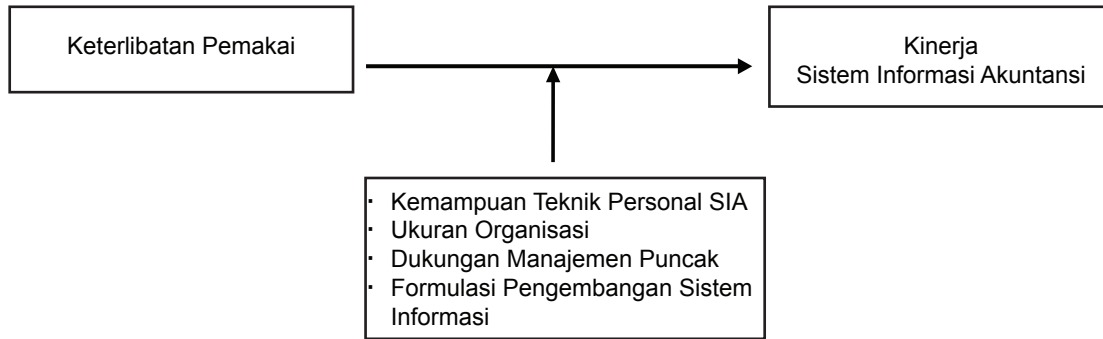 Keterlibatan Pemakai
Kinerja
Sistem Informasi Akuntansi
· Kemampuan Teknik Personal SIA
· Ukuran Organisasi
· Dukungan Manajemen Puncak
· Formulasi Pengembangan Sistem
Informasi